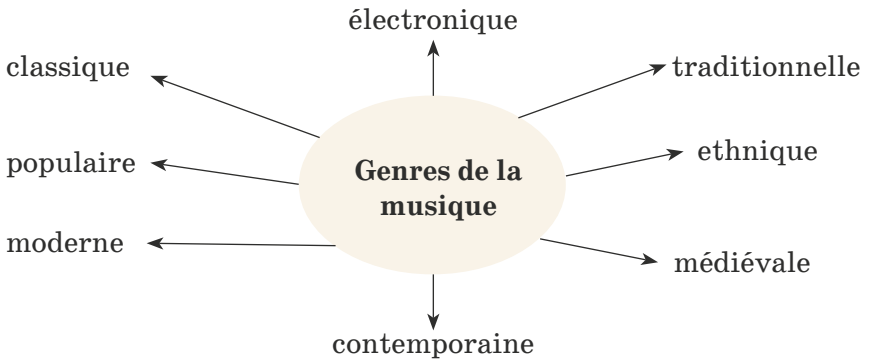 électronique
classique
traditionnelle
populaire
Genres de la
musique
ethnique
moderne
médiévale
contemporaine